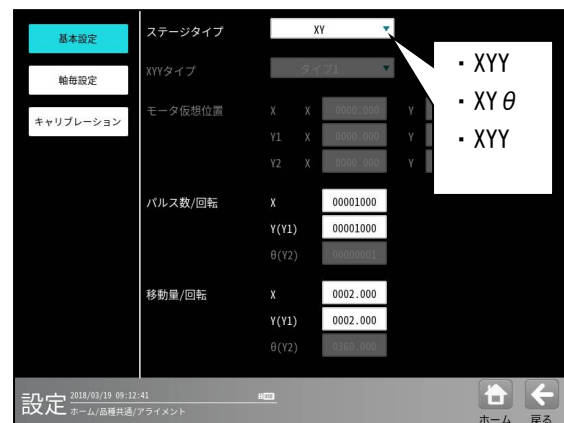 基本設定
軸毎設定
キャリブレーション
ステージタイプ XY
XYYタイプ タイプ1
モータ仮想位置 X X 0000.000 Y
Y1 X 0000.000 Y
Y2 X 0000.000 Y
パルス数/回転 X 00001000
Y(Y1) 00001000
θ(Y2) 00000001
移動量/回転 X 0002.000
Y(Y1) 0002.000
θ(Y2) 0360.000
・XYY
・XYθ
・XYY
設定 2018/03/19 09:12:41
ホーム/品種共通/アライメント
ホーム 戻る